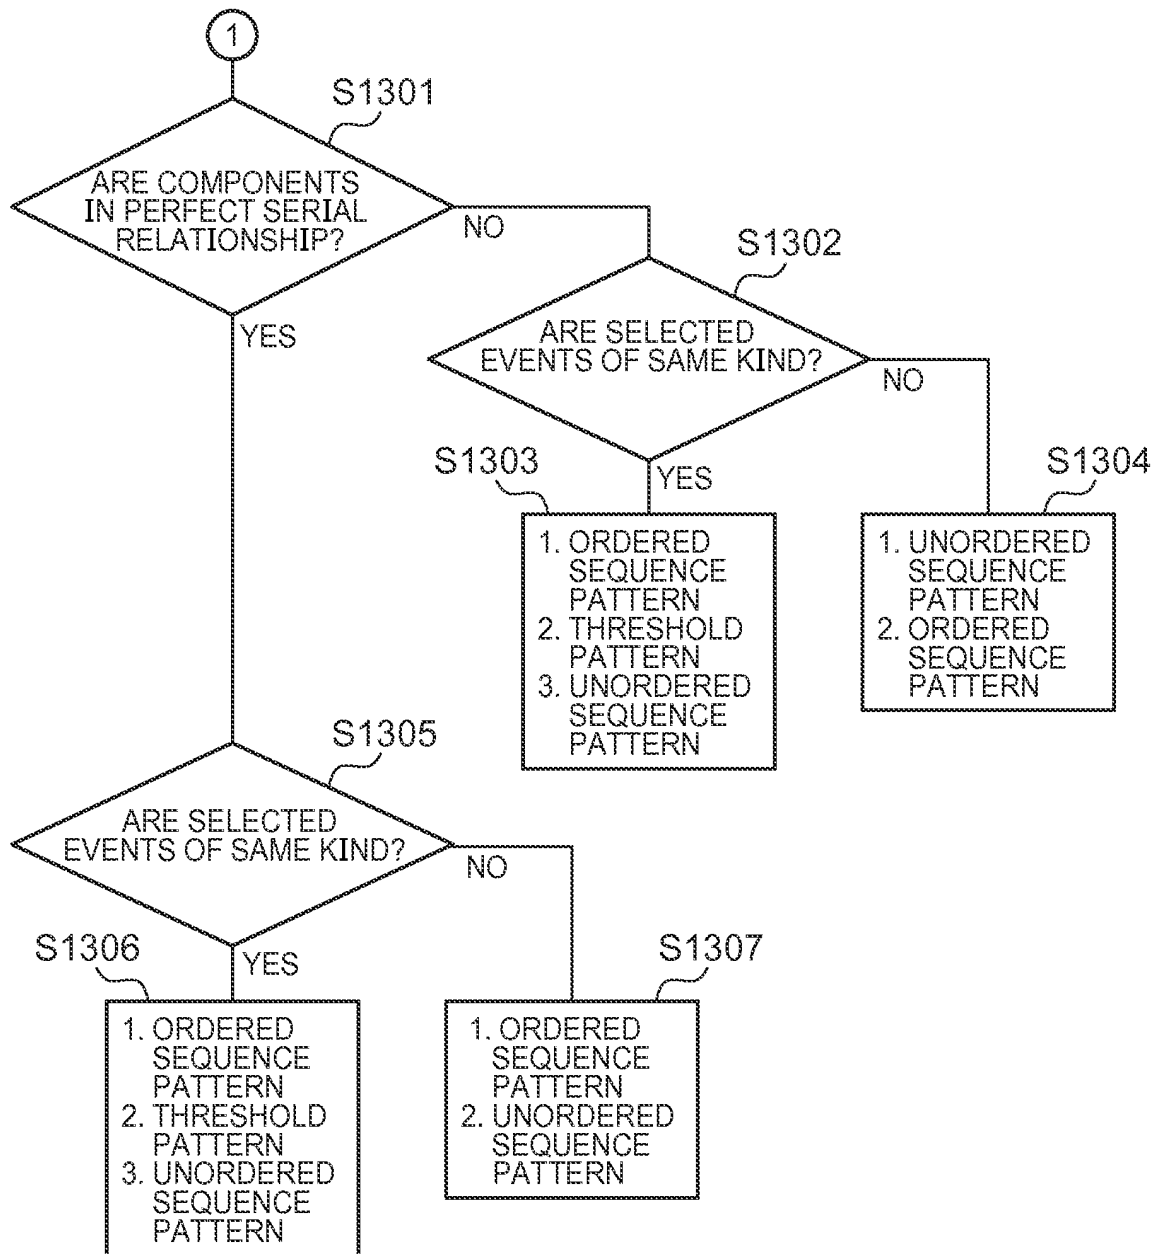 1
S1301
ARE COMPONENTS
IN PERFECT SERIAL
RELATIONSHIP?
NO
YES
S1302
ARE SELECTED
EVENTS OF SAME KIND?
NO
YES
S1303
1. ORDERED
SEQUENCE
PATTERN
2. THRESHOLD
PATTERN
3. UNORDERED
SEQUENCE
PATTERN
S1304
1. UNORDERED
SEQUENCE
PATTERN
2. ORDERED
SEQUENCE
PATTERN
S1305
ARE SELECTED
EVENTS OF SAME KIND?
NO
YES
S1306
1. ORDERED
SEQUENCE
PATTERN
2. THRESHOLD
PATTERN
3. UNORDERED
SEQUENCE
PATTERN
S1307
1. ORDERED
SEQUENCE
PATTERN
2. UNORDERED
SEQUENCE
PATTERN